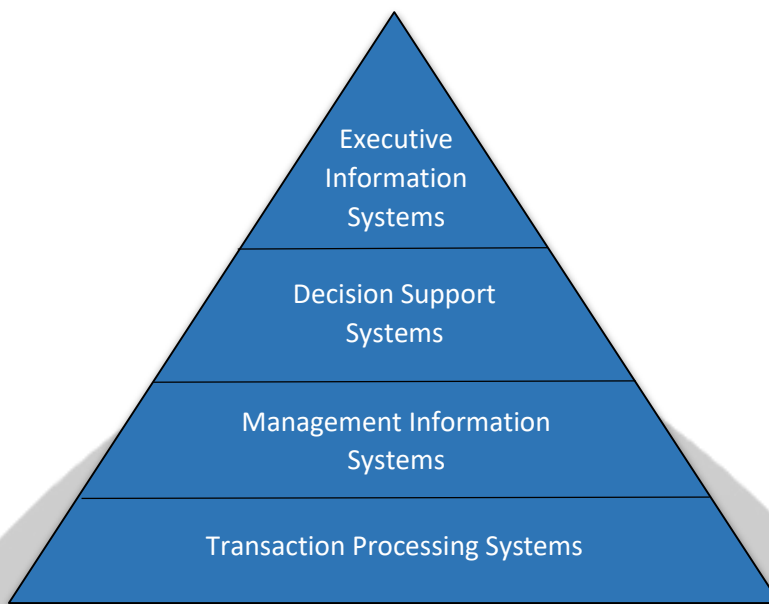 Executive
Information
Systems
Decision Support
Systems
Management Information
Systems
Transaction Processing Systems